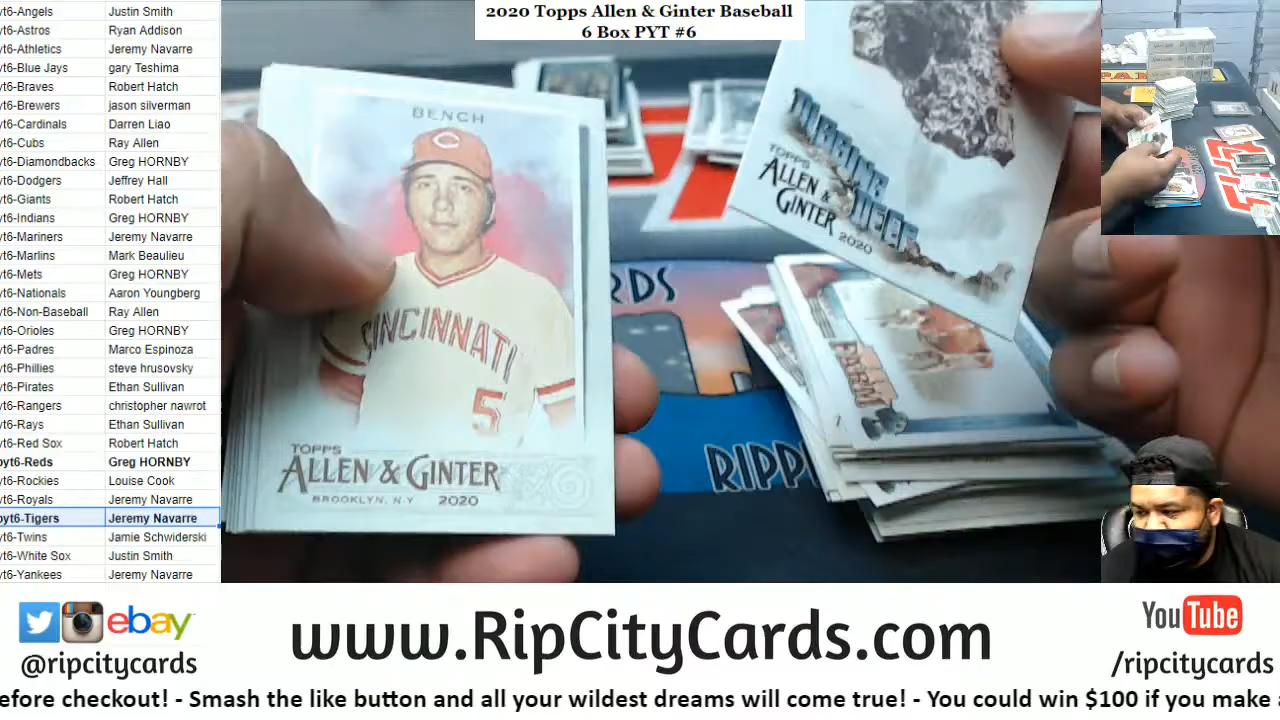 yt6-Angels Justin Smith
yt6-Astros Ryan Addison
yt6-Athletics Jeremy Navarre
yt6-Blue Jays gary Teshima
yt6-Braves Robert Hatch
yt6-Brewers jason silverman
yt6-Cardinals Darren Liao
yt6-Cubs Ray Allen
yt6-Diamondbacks Greg HORNBY
yt6-Dodgers Jeffrey Hall
yt6-Giants Robert Hatch
yt6-Indians Greg HORNBY
yt6-Mariners Jeremy Navarre
yt6-Marlins Mark Beaulieu
yt6-Mets Greg HORNBY
yt6-Nationals Aaron Youngberg
yt6-Non-Baseball Ray Allen
yt6-Orioles Greg HORNBY
yt6-Padres Marco Espinoza
yt6-Phillies steve hrusovsky
yt6-Pirates Ethan Sullivan
yt6-Rangers christopher nawrot
yt6-Rays Ethan Sullivan
yt6-Red Sox Robert Hatch
pyt6-Reds Greg HORNBY
yt6-Rockies Louise Cook
yt6-Royals Jeremy Navarre
pyt6-Tigers Jeremy Navarre
yt6-Twins Jamie Schwiderski
yt6-White Sox Justin Smith
yt6-Yankees Jeremy Navarre
2020 Topps Allen & Ginter Baseball
6 Box PYT #6
BENCH
CINCINNATI
5
TOPPS
ALLEN & GINTER
BROOKLYN, N.Y 2020
TOPPS
ALLEN &
GINTER
2020
RDS
RIPP
ebay
@ripcitycards
www.RipCityCards.com
YouTube
/ripcitycards
efore checkout! - Smash the like button and all your wildest dreams will come true! - You could win $100 if you make a